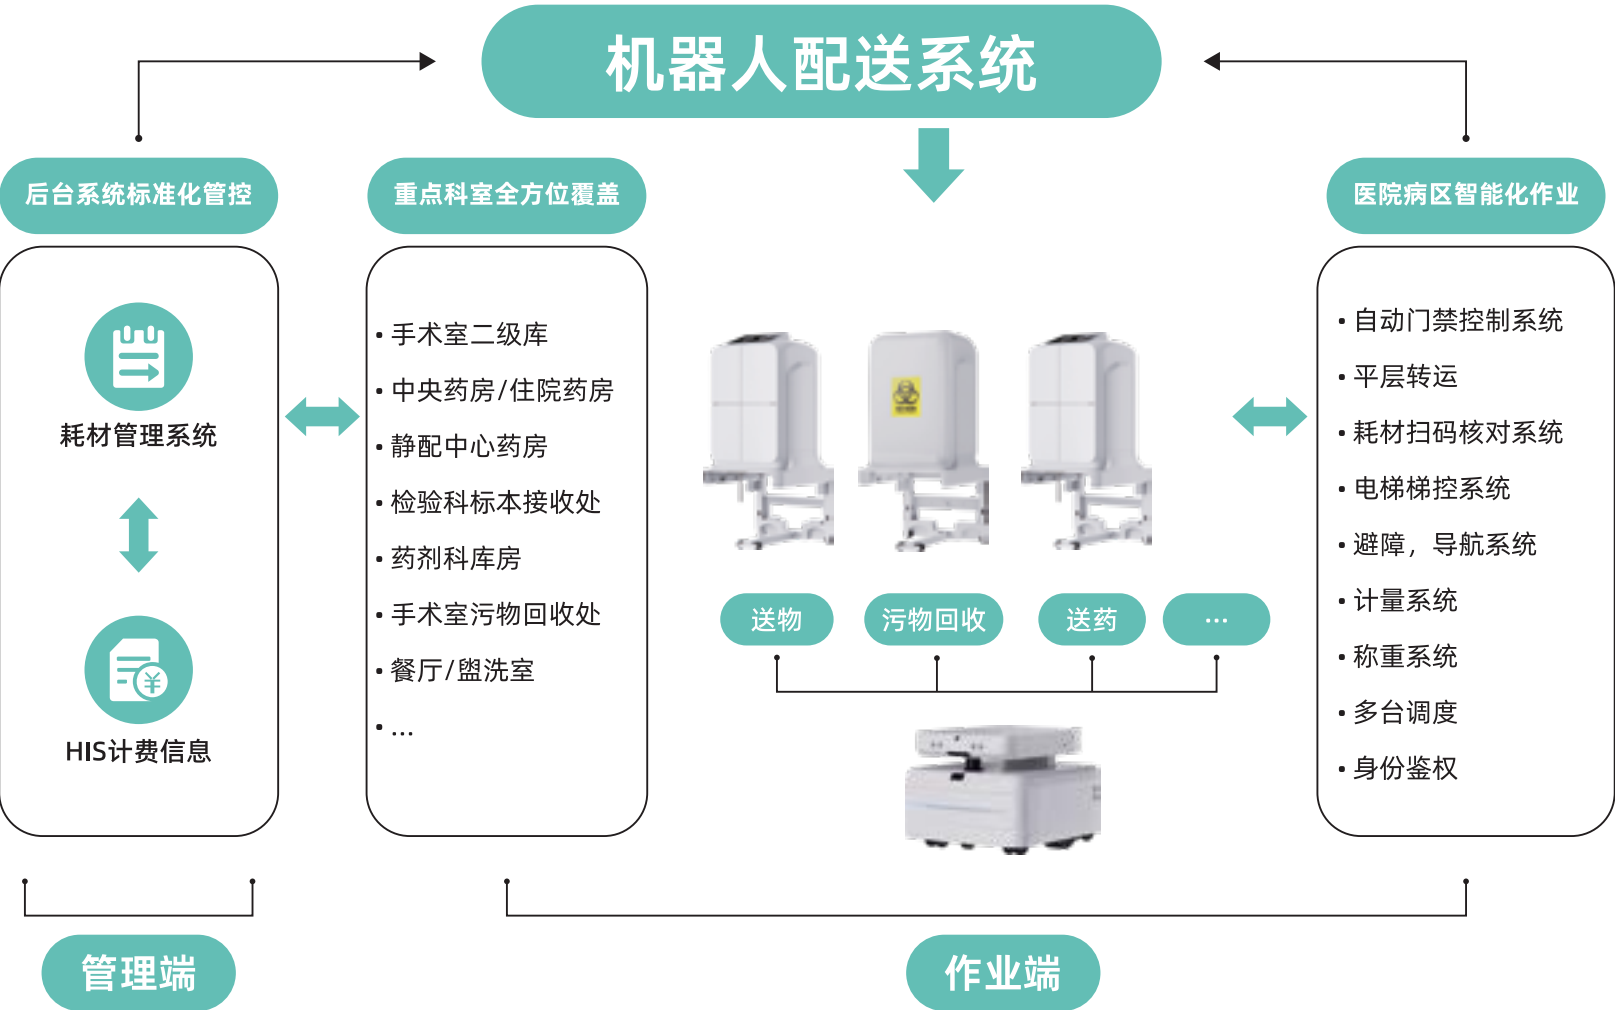 机器人配送系统
后台系统标准化管控
耗材管理系统
HIS计费信息
重点科室全方位覆盖
· 手术室二级库
· 中央药房/住院药房
· 静配中心药房
· 检验科标本接收处
· 药剂科库房
· 手术室污物回收处
· 餐厅/盥洗室
· ...
送物
污物回收
送药
...
医院病区智能化作业
· 自动门禁控制系统
· 平层转运
· 耗材扫码核对系统
· 电梯梯控系统
· 避障，导航系统
· 计量系统
· 称重系统
· 多台调度
· 身份鉴权
管理端
作业端